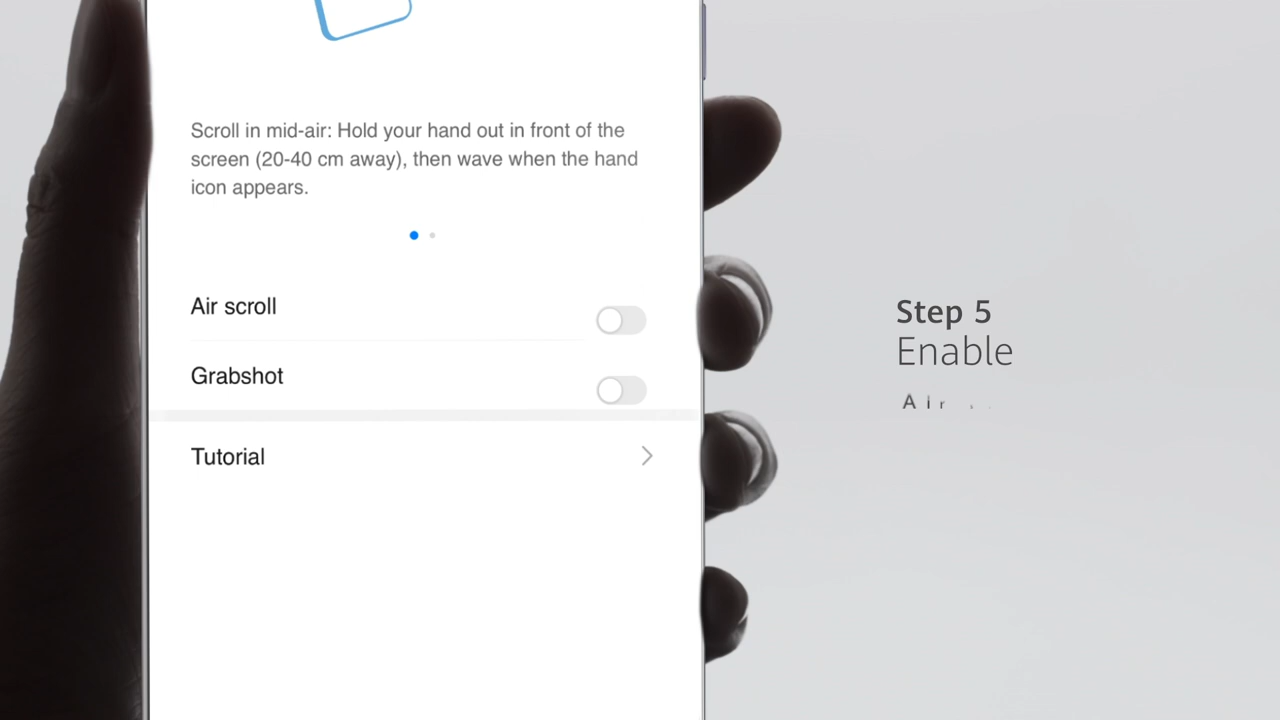 Scroll in mid-air: Hold your hand out in front of the
screen (20-40 cm away), then wave when the hand
icon appears.
Air scroll
Grabshot
Tutorial
Step 5
Enable
Air